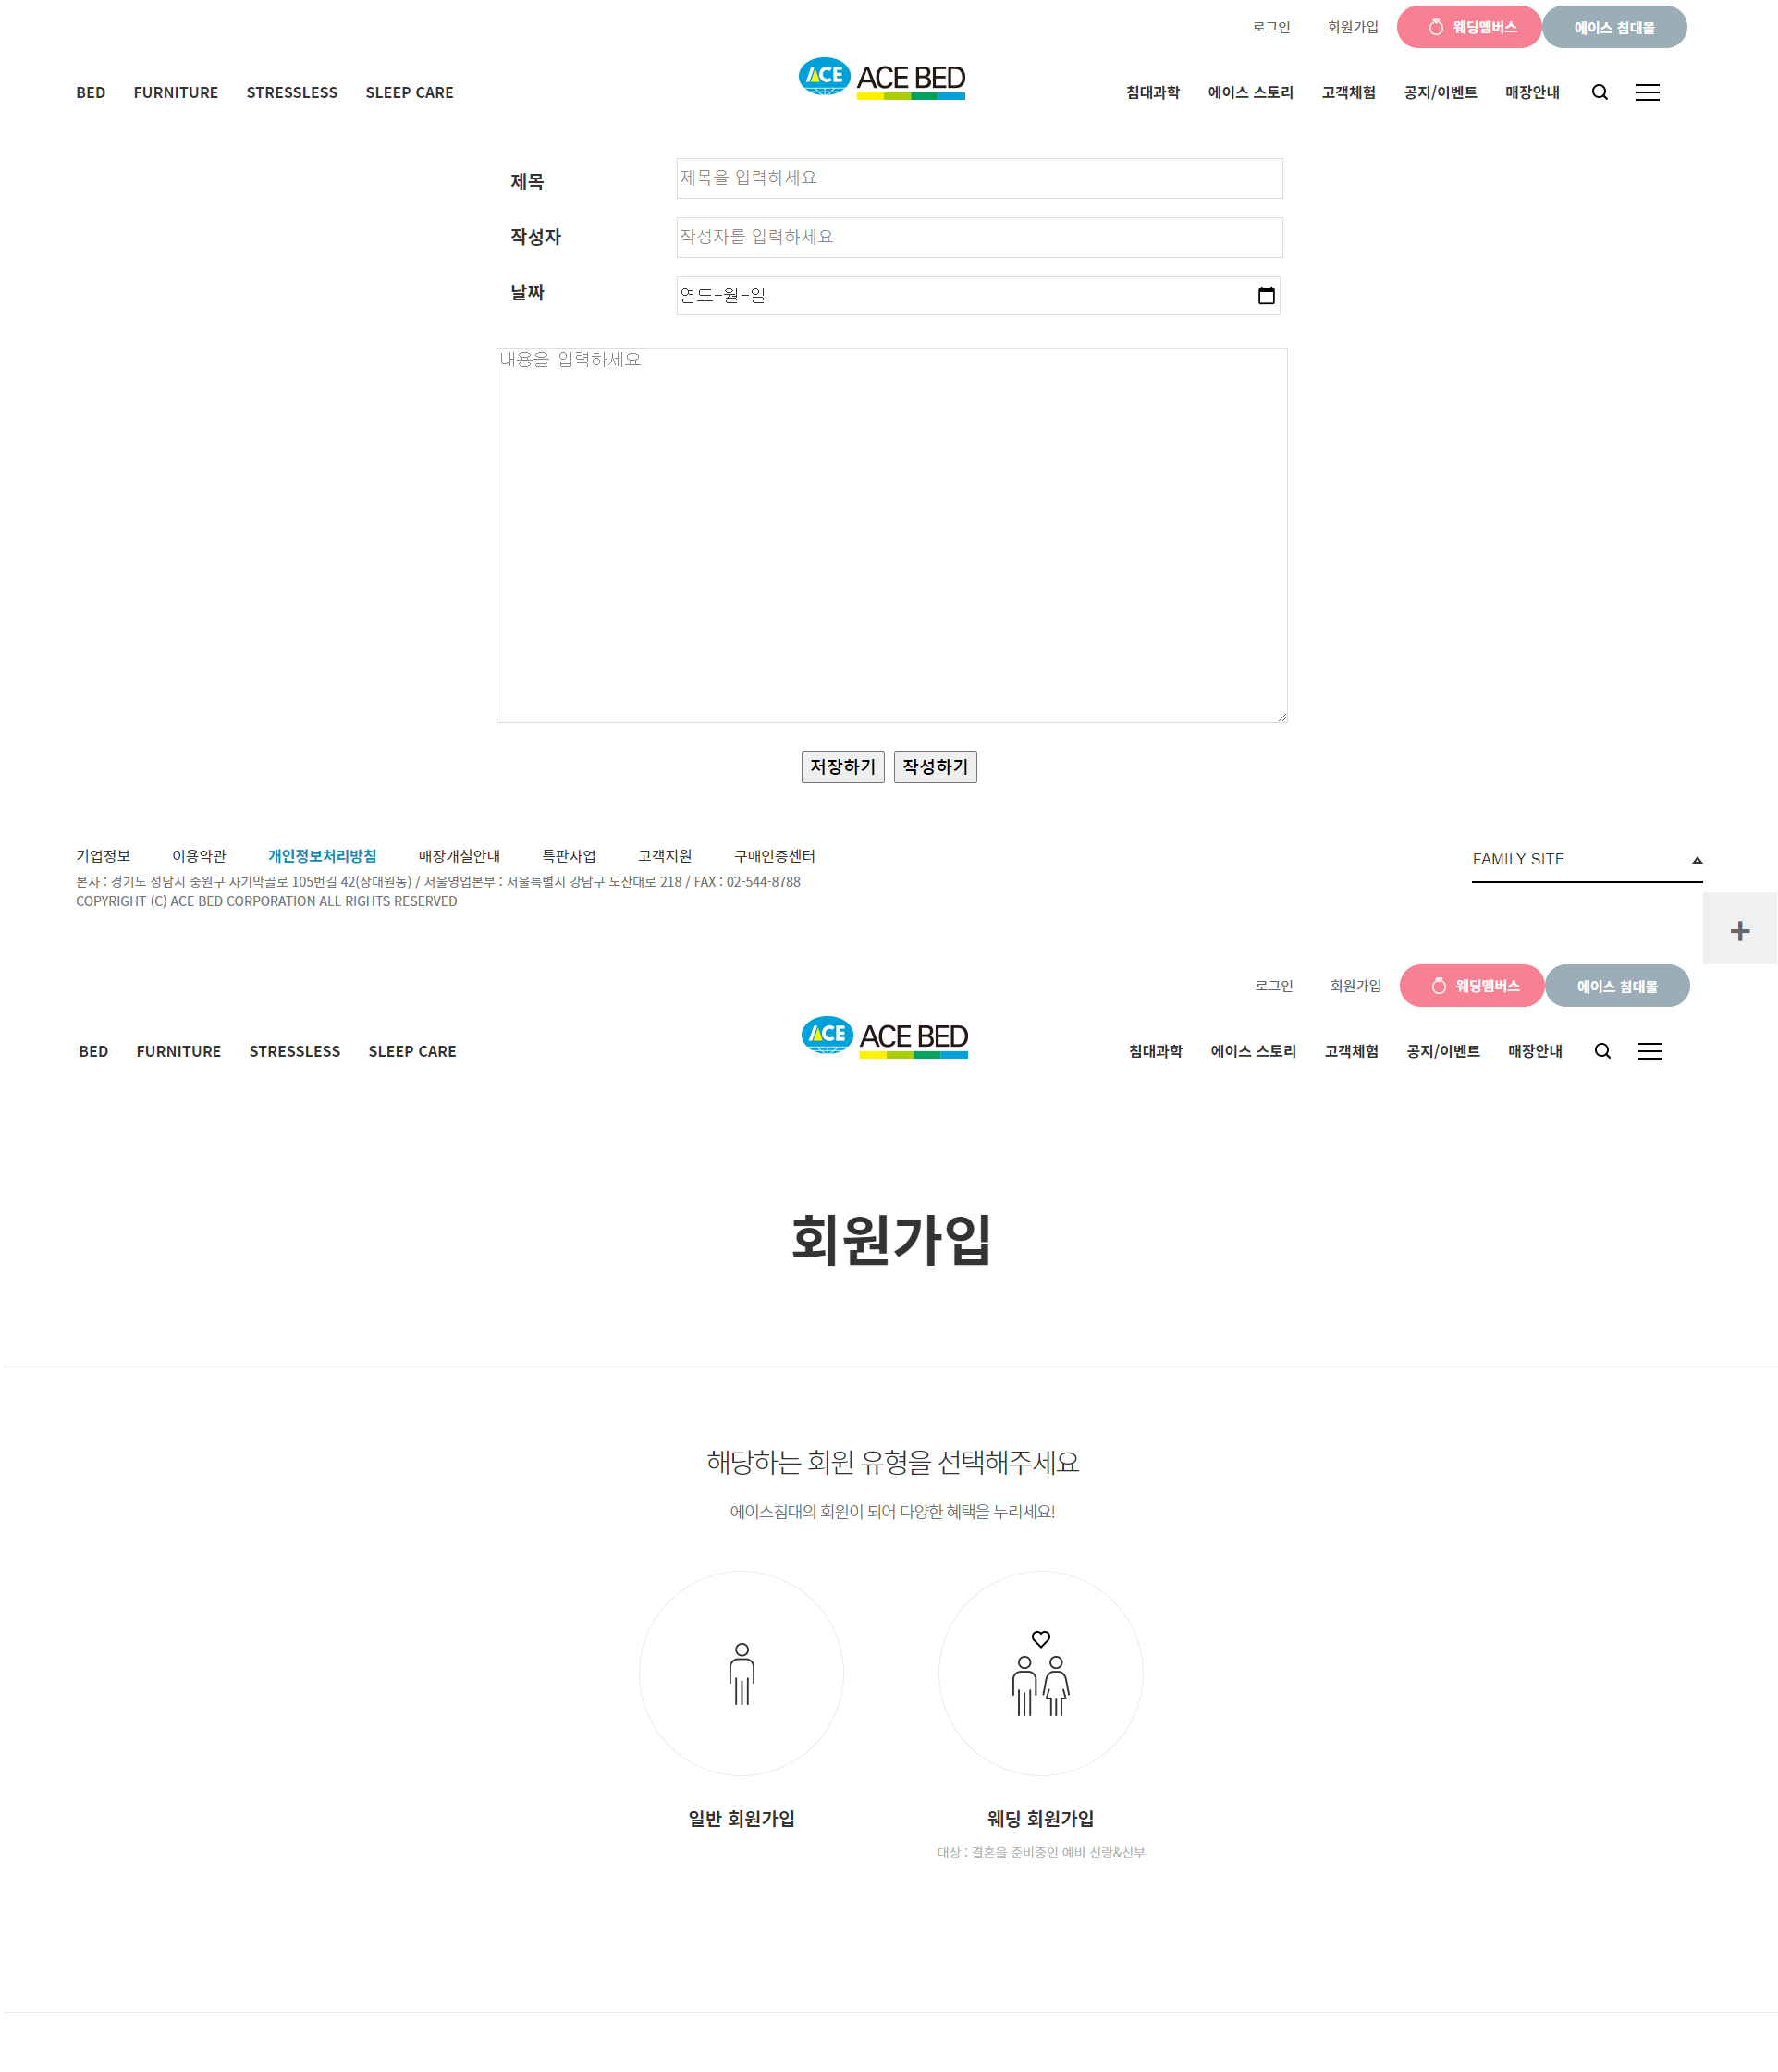 로그인 회원가입 웨딩멤버스 에이스 침대몰
BED FURNITURE STRESSLESS SLEEP CARE ACE ACE BED 침대과학 에이스 스토리 고객체험 공지/이벤트 매장안내
제목 제목을 입력하세요
작성자 작성자를 입력하세요
날짜 연도-월-일
내용을 입력하세요
저장하기 작성하기
기업정보 이용약관 개인정보처리방침 매장개설안내 특판사업 고객지원 구매인증센터 FAMILY SITE
본사 : 경기도 성남시 중원구 사기막골로 105번길 42(상대원동) / 서울영업본부 : 서울특별시 강남구 도산대로 218 / FAX : 02-544-8788
COPYRIGHT (C) ACE BED CORPORATION ALL RIGHTS RESERVED
+
로그인 회원가입 웨딩멤버스 에이스 침대몰
BED FURNITURE STRESSLESS SLEEP CARE ACE ACE BED 침대과학 에이스 스토리 고객체험 공지/이벤트 매장안내
회원가입
해당하는 회원 유형을 선택해주세요
에이스침대의 회원이 되어 다양한 혜택을 누리세요!
일반 회원가입 웨딩 회원가입
대상 : 결혼을 준비중인 예비 신랑&신부